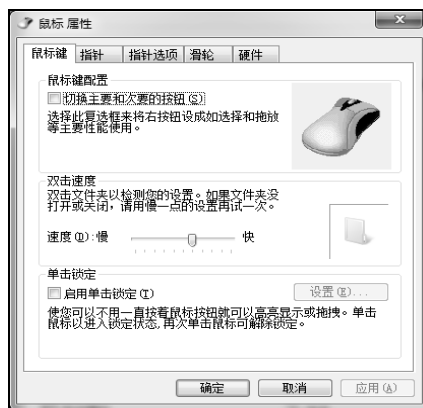 鼠标 属性
鼠标键 指针 指针选项 滑轮 硬件
鼠标键配置
切换主要和次要的按钮(S)
选择此复选框来将右按钮设成如选择和拖放
等主要性能使用。
双击速度
双击文件夹以检测您的设置。如果文件夹没
打开或关闭，请用慢一点的设置再试一次。
速度(D):慢 快
单击锁定
启用单击锁定(T) 设置(E)...
使您可以不用一直按着鼠标按钮就可以高亮显示或拖拽。单击
鼠标以进入锁定状态,再次单击鼠标可解除锁定。
确定 取消 应用(A)